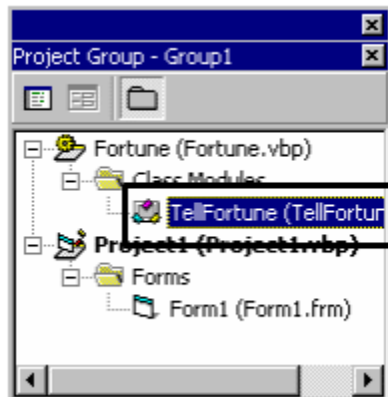 Project Group - Group1
Fortune (Fortune.vbp)
Class Modules
TellFortune (TellFortun
Project1 (Project1.vbp)
Forms
Form1 (Form1.frm)